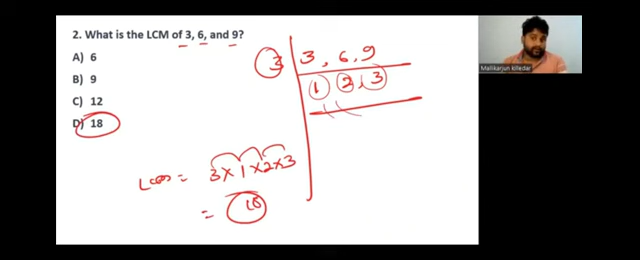 2. What is the LCM of 3, 6, and 9?
A) 6
B) 9
C) 12
D) 18
3 3, 6, 9
1 2, 3
Lcm = 3 × 1 × 2 × 3
= 18
Mallikarjun killedar